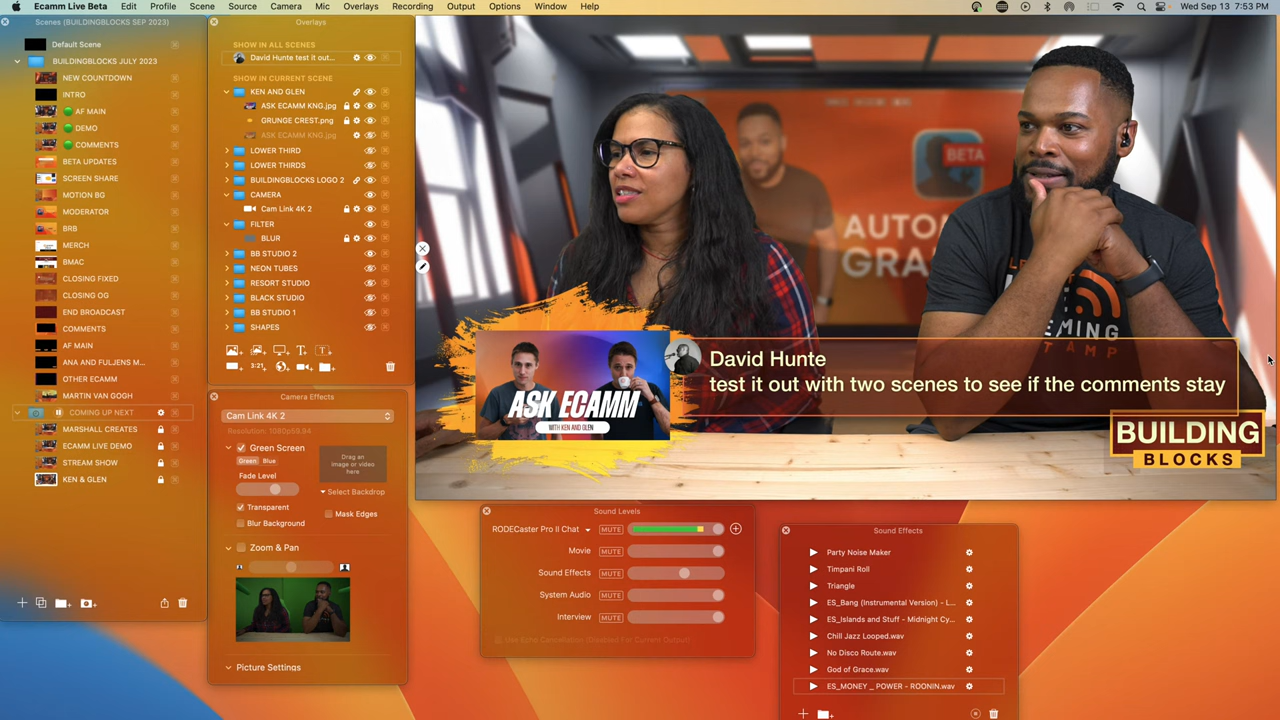 Ecamm Live Beta Edit Profile Scene Source Camera Mic Overlays Recording Output Options Window Help
Wed Sep 13 7:53 PM
Scenes (BUILDINGBLOCKS SEP 2023)
Default Scene
BUILDINGBLOCKS JULY 2023
NEW COUNTDOWN
INTRO
AF MAIN
DEMO
COMMENTS
BETA UPDATES
SCREEN SHARE
MOTION BG
MODERATOR
BRB
MERCH
BMAC
CLOSING FIXED
CLOSING OG
END BROADCAST
COMMENTS
AF MAIN
ANA AND FULJENS M...
OTHER ECAMM
MARTIN VAN GOGH
COMING UP NEXT
MARSHALL CREATES
ECAMM LIVE DEMO
STREAM SHOW
KEN & GLEN
Overlays
SHOW IN ALL SCENES
David Hunte test it out...
SHOW IN CURRENT SCENE
KEN AND GLEN
ASK ECAMM KNG.jpg
GRUNGE CREST.png
ASK ECAMM KNG.jpg
LOWER THIRD
LOWER THIRDS
BUILDINGBLOCKS LOGO 2
CAMERA
Cam Link 4K 2
FILTER
BLUR
BB STUDIO 2
NEON TUBES
RESORT STUDIO
BLACK STUDIO
BB STUDIO 1
SHAPES
Camera Effects
Cam Link 4K 2
Resolution: 1080p59.94
Green Screen
Green Blue
Fade Level
Drag an
image or video
here
Select Backdrop
Transparent
Mask Edges
Blur Background
Zoom & Pan
Picture Settings
BETA
AUTO
GRA
ASK ECAMM
WITH KEN AND GLEN
David Hunte
test it out with two scenes to see if the comments stay
BUILDING
BLOCKS
Sound Levels
RODECaster Pro II Chat MUTE
Movie MUTE
Sound Effects MUTE
System Audio MUTE
Interview MUTE
Use Echo Cancellation (Disabled For Current Output)
Sound Effects
Party Noise Maker
Timpani Roll
Triangle
ES_Bang (Instrumental Version) - L...
ES_Islands and Stuff - Midnight Cy...
Chill Jazz Looped.wav
No Disco Route.wav
God of Grace.wav
ES_MONEY _ POWER - ROONIN.wav